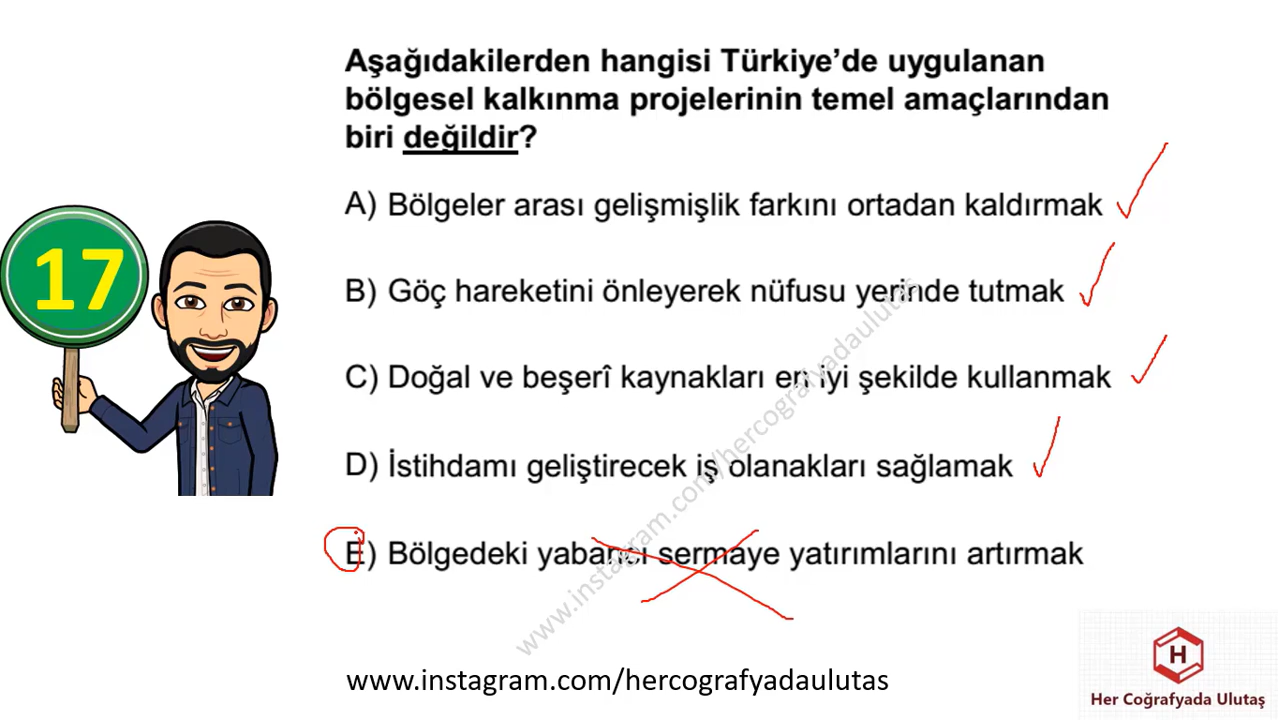 Aşağıdakilerden hangisi Türkiye’de uygulanan
bölgesel kalkınma projelerinin temel amaçlarından
biri değildir?
A) Bölgeler arası gelişmişlik farkını ortadan kaldırmak
B) Göç hareketini önleyerek nüfusu yerinde tutmak
17
C) Doğal ve beşerî kaynakları en iyi şekilde kullanmak
D) İstihdamı geliştirecek iş olanakları sağlamak
E) Bölgedeki yabancı sermaye yatırımlarını artırmak
www.instagram.com/hercografyadaulutas
www.instagram.com/hercografyadaulutas
H
Her Coğrafyada Ulutaş